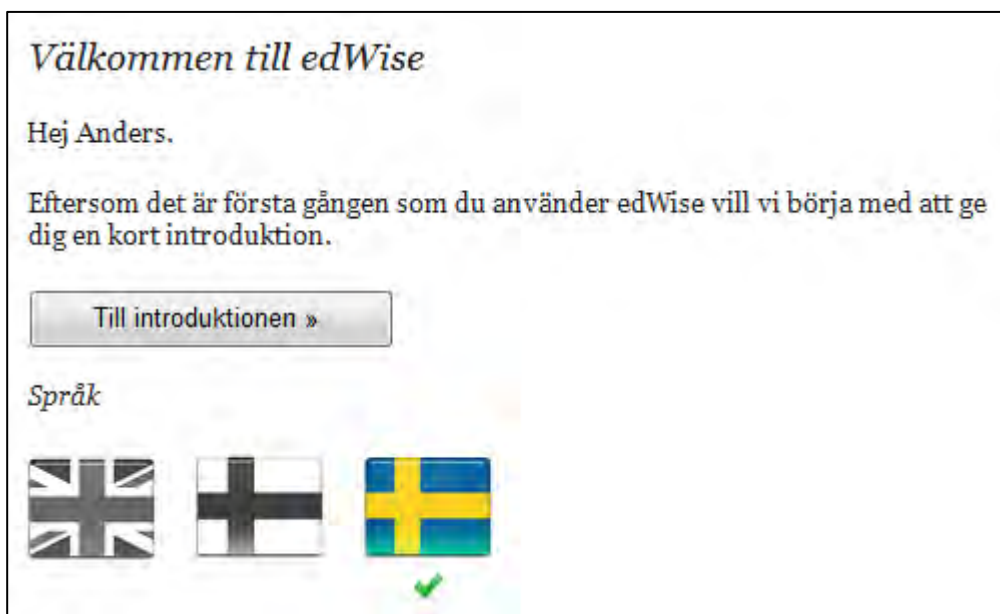 Välkommen till edWise
Hej Anders.
Eftersom det är första gången som du använder edWise vill vi börja med att ge
dig en kort introduktion.
Till introduktionen »
Språk